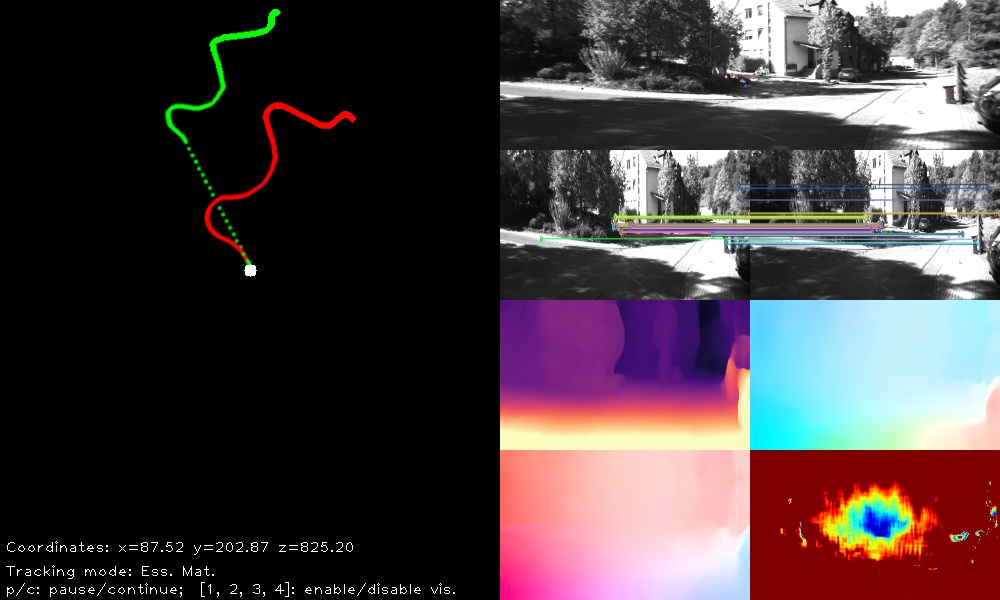 Coordinates: x=87.52 y=202.87 z=825.20
Tracking mode: Ess. Mat.
p/c: pause/continue;  [1, 2, 3, 4]: enable/disable vis.